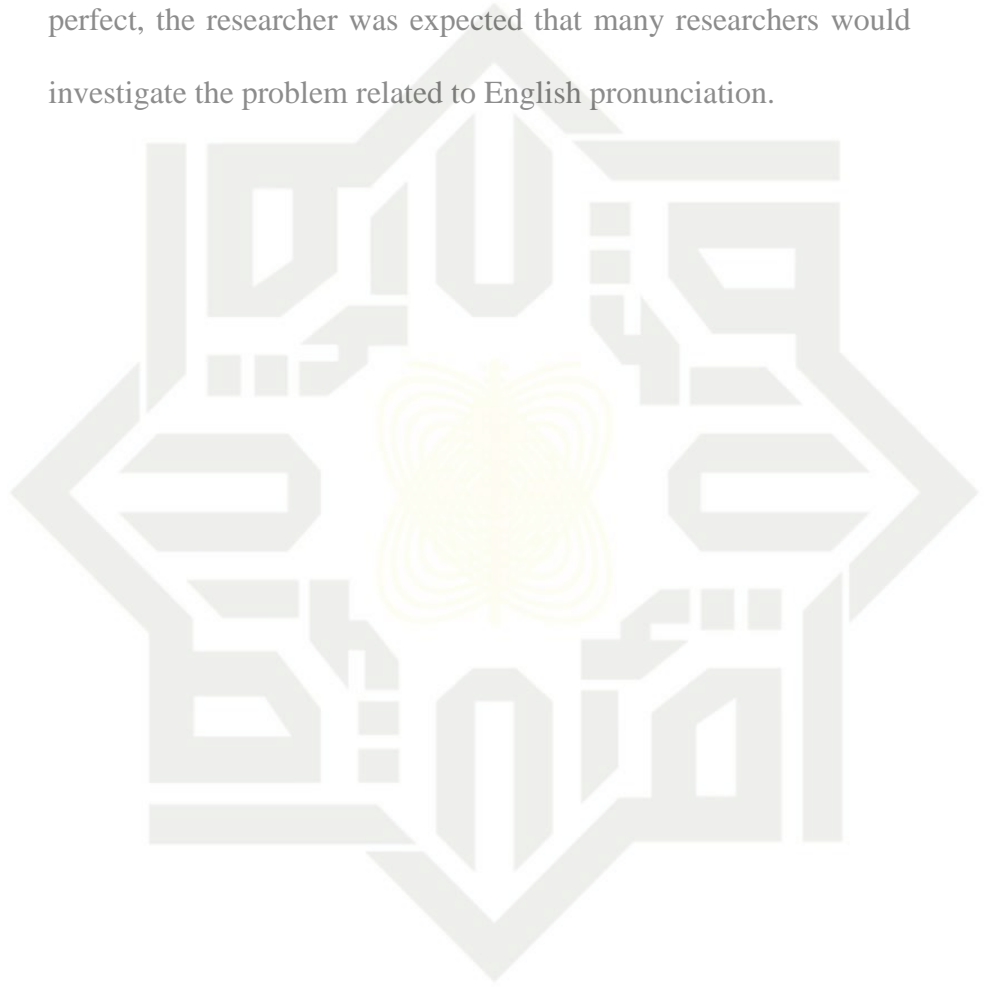 perfect, the researcher was expected that many researchers would
investigate the problem related to English pronunciation.